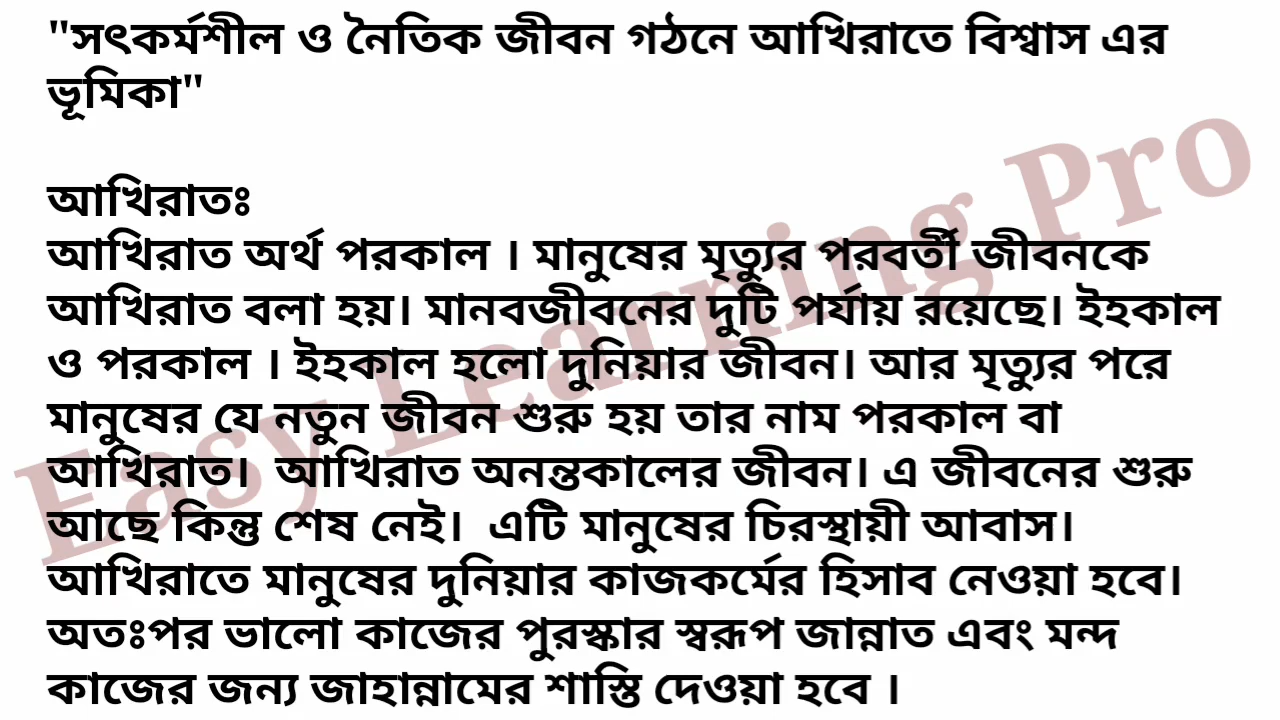 "সৎকর্মশীল ও নৈতিক জীবন গঠনে আখিরাতে বিশ্বাস এর
ভূমিকা"
আখিরাতঃ
আখিরাত অর্থ পরকাল । মানুষের মৃত্যুর পরবর্তী জীবনকে
আখিরাত বলা হয়। মানবজীবনের দুটি পর্যায় রয়েছে। ইহকাল
ও পরকাল । ইহকাল হলো দুনিয়ার জীবন। আর মৃত্যুর পরে
মানুষের যে নতুন জীবন শুরু হয় তার নাম পরকাল বা
আখিরাত।  আখিরাত অনন্তকালের জীবন। এ জীবনের শুরু
আছে কিন্তু শেষ নেই।  এটি মানুষের চিরস্থায়ী আবাস।
আখিরাতে মানুষের দুনিয়ার কাজকর্মের হিসাব নেওয়া হবে।
অতঃপর ভালো কাজের পুরস্কার স্বরূপ জান্নাত এবং মন্দ
কাজের জন্য জাহান্নামের শাস্তি দেওয়া হবে ।
Easy Learning Pro